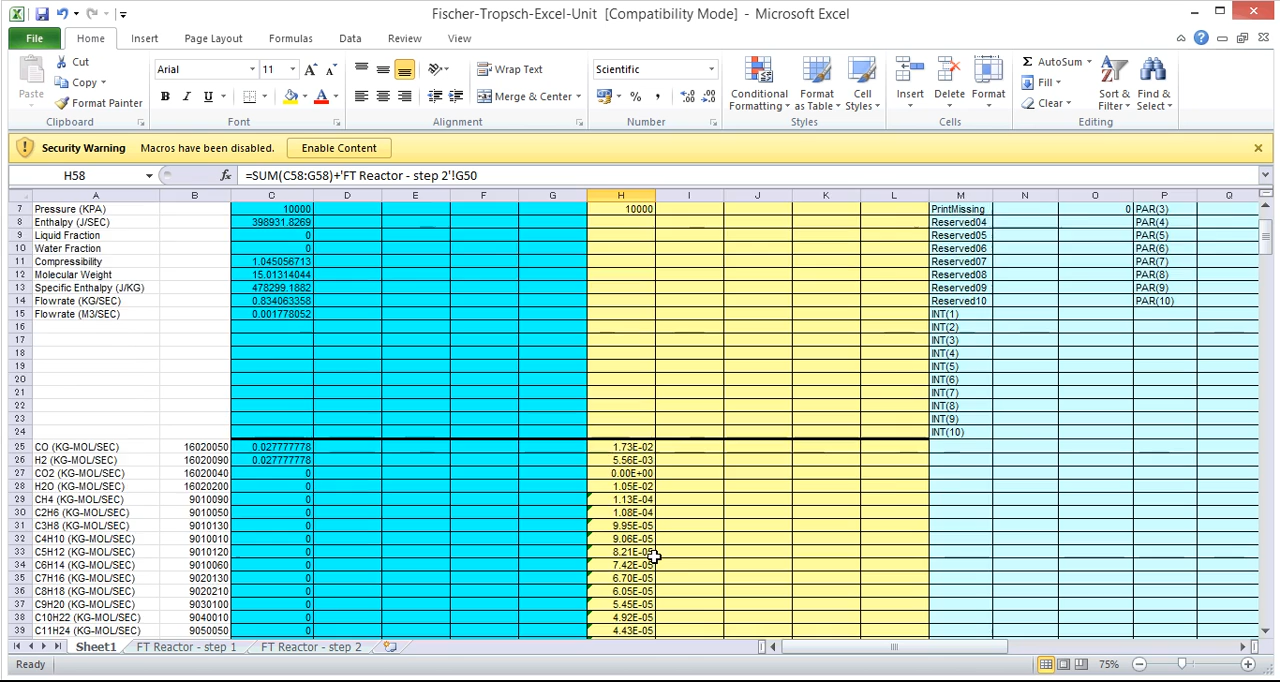 Fischer-Tropsch-Excel-Unit [Compatibility Mode] - Microsoft Excel
File Home Insert Page Layout Formulas Data Review View
Paste Cut Copy Format Painter Clipboard
Arial 11 A A B I U A Font
Wrap Text Merge & Center Alignment
Scientific % , Number
Conditional Formatting Format as Table Cell Styles Styles
Insert Delete Format Cells
Σ AutoSum Fill Clear Sort & Filter Find & Select Editing
Security Warning Macros have been disabled. Enable Content
H58 fx =SUM(C58:G58)+'FT Reactor - step 2'!G50
A B C D E F G H I J K L M N O P Q
7 Pressure (KPA) 10000 10000 PrintMissing 0 PAR(3)
8 Enthalpy (J/SEC) 398931.8269 Reserved04 PAR(4)
9 Liquid Fraction 0 Reserved05 PAR(5)
10 Water Fraction 0 Reserved06 PAR(6)
11 Compressibility 1.045056713 Reserved07 PAR(7)
12 Molecular Weight 15.01314044 Reserved08 PAR(8)
13 Specific Enthalpy (J/KG) 478299.1882 Reserved09 PAR(9)
14 Flowrate (KG/SEC) 0.834063358 Reserved10 PAR(10)
15 Flowrate (M3/SEC) 0.001778052 INT(1)
16 INT(2)
17 INT(3)
18 INT(4)
19 INT(5)
20 INT(6)
21 INT(7)
22 INT(8)
23 INT(9)
24 INT(10)
25 CO (KG-MOL/SEC) 16020050 0.027777778 1.73E-02
26 H2 (KG-MOL/SEC) 16020090 0.027777778 5.56E-03
27 CO2 (KG-MOL/SEC) 16020040 0 0.00E+00
28 H2O (KG-MOL/SEC) 16020200 0 1.05E-02
29 CH4 (KG-MOL/SEC) 9010090 0 1.13E-04
30 C2H6 (KG-MOL/SEC) 9010050 0 1.08E-04
31 C3H8 (KG-MOL/SEC) 9010130 0 9.95E-05
32 C4H10 (KG-MOL/SEC) 9010010 0 9.06E-05
33 C5H12 (KG-MOL/SEC) 9010120 0 8.21E-05
34 C6H14 (KG-MOL/SEC) 9010060 0 7.42E-05
35 C7H16 (KG-MOL/SEC) 9020130 0 6.70E-05
36 C8H18 (KG-MOL/SEC) 9020210 0 6.05E-05
37 C9H20 (KG-MOL/SEC) 9030100 0 5.45E-05
38 C10H22 (KG-MOL/SEC) 9040010 0 4.92E-05
39 C11H24 (KG-MOL/SEC) 9050050 0 4.43E-05
Sheet1 FT Reactor - step 1 FT Reactor - step 2
Ready 75%